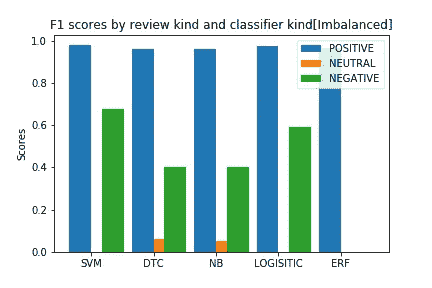 F1 scores by review kind and classifier kind[Imbalanced]
POSITIVE
NEUTRAL
NEGATIVE
Scores
1.0
0.8
0.6
0.4
0.2
0.0
SVM DTC NB LOGISITIC ERF